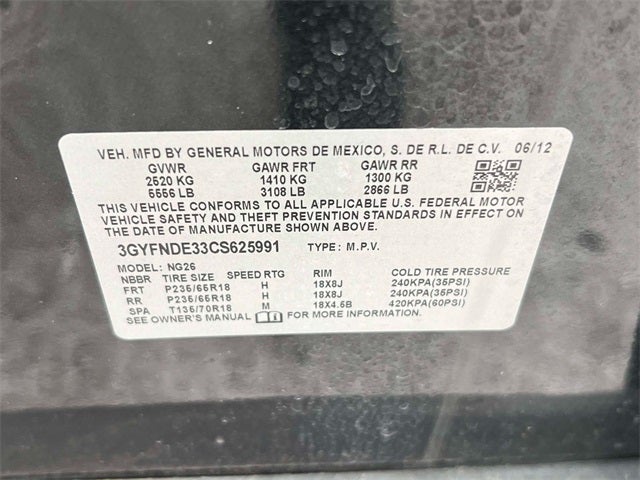 VEH. MFD BY GENERAL MOTORS DE MEXICO, S. DE R.L. DE C.V. 06/12
GVWR GAWR FRT GAWR RR
2520 KG 1410 KG 1300 KG
5556 LB 3108 LB 2866 LB
THIS VEHICLE CONFORMS TO ALL APPLICABLE U.S. FEDERAL MOTOR
VEHICLE SAFETY AND THEFT PREVENTION STANDARDS IN EFFECT ON
THE DATE OF MANUFACTURE SHOWN ABOVE.
3GYFNDE33CS625991 TYPE: M.P.V.
MODEL: NG26
NBBR TIRE SIZE SPEED RTG RIM COLD TIRE PRESSURE
FRT P235/65R18 H 18X8J 240KPA(35PSI)
RR P235/65R18 H 18X8J 240KPA(35PSI)
SPA T135/70R18 M 18X4.5B 420KPA(60PSI)
SEE OWNER'S MANUAL FOR MORE INFORMATION.